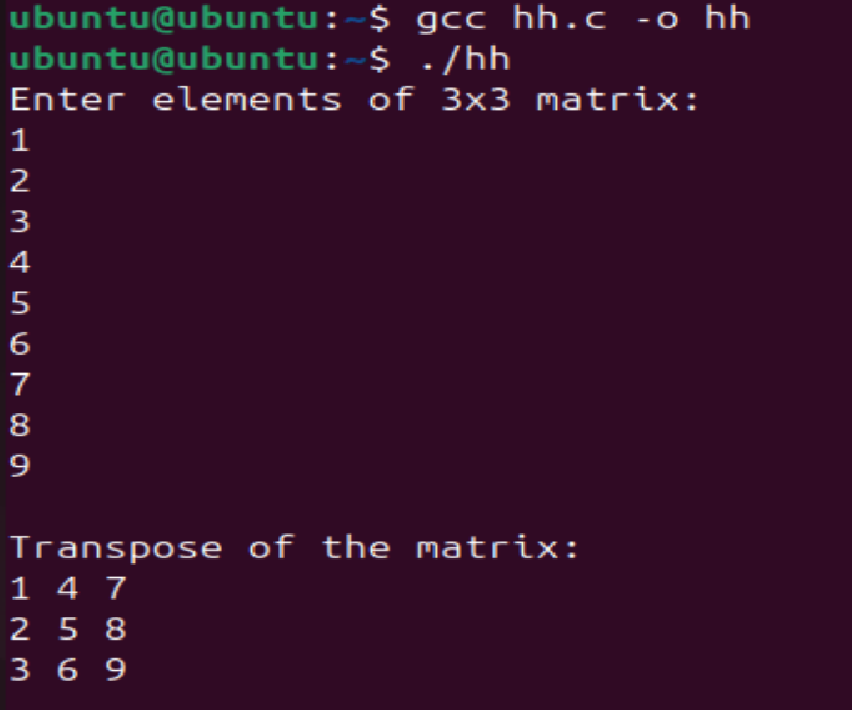 ubuntu@ubuntu:~$ gcc hh.c -o hh
ubuntu@ubuntu:~$ ./hh
Enter elements of 3x3 matrix:
1
2
3
4
5
6
7
8
9

Transpose of the matrix:
1 4 7
2 5 8
3 6 9